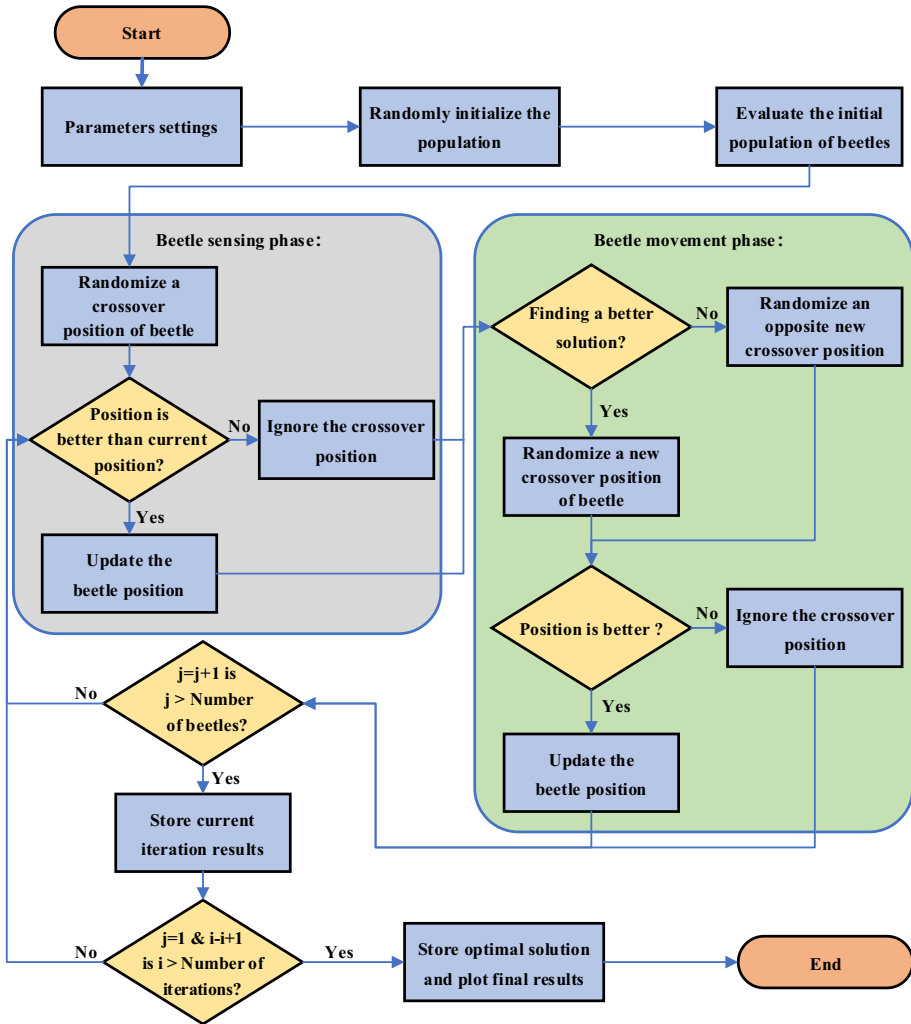 Start
Parameters settings
Randomly initialize the
population
Evaluate the initial
population of beetles
Beetle sensing phase:
Randomize a
crossover
position of beetle
Position is
better than current
position?
No
Ignore the crossover
position
Yes
Update the
beetle position
Beetle movement phase:
Finding a better
solution?
No
Randomize an
opposite new
crossover position
Yes
Randomize a new
crossover position
of beetle
Position is better ?
No
Ignore the crossover
position
Yes
Update the
beetle position
j=j+1 is
j > Number
of beetles?
No
Yes
Store current
iteration results
j=1 & i-i+1
is i > Number of
iterations?
No
Yes
Store optimal solution
and plot final results
End